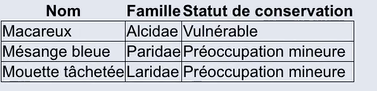 Nom Famille Statut de conservation
Macareux Alcidae Vulnérable
Mésange bleue Paridae Préoccupation mineure
Mouette tâchetée Laridae Préoccupation mineure